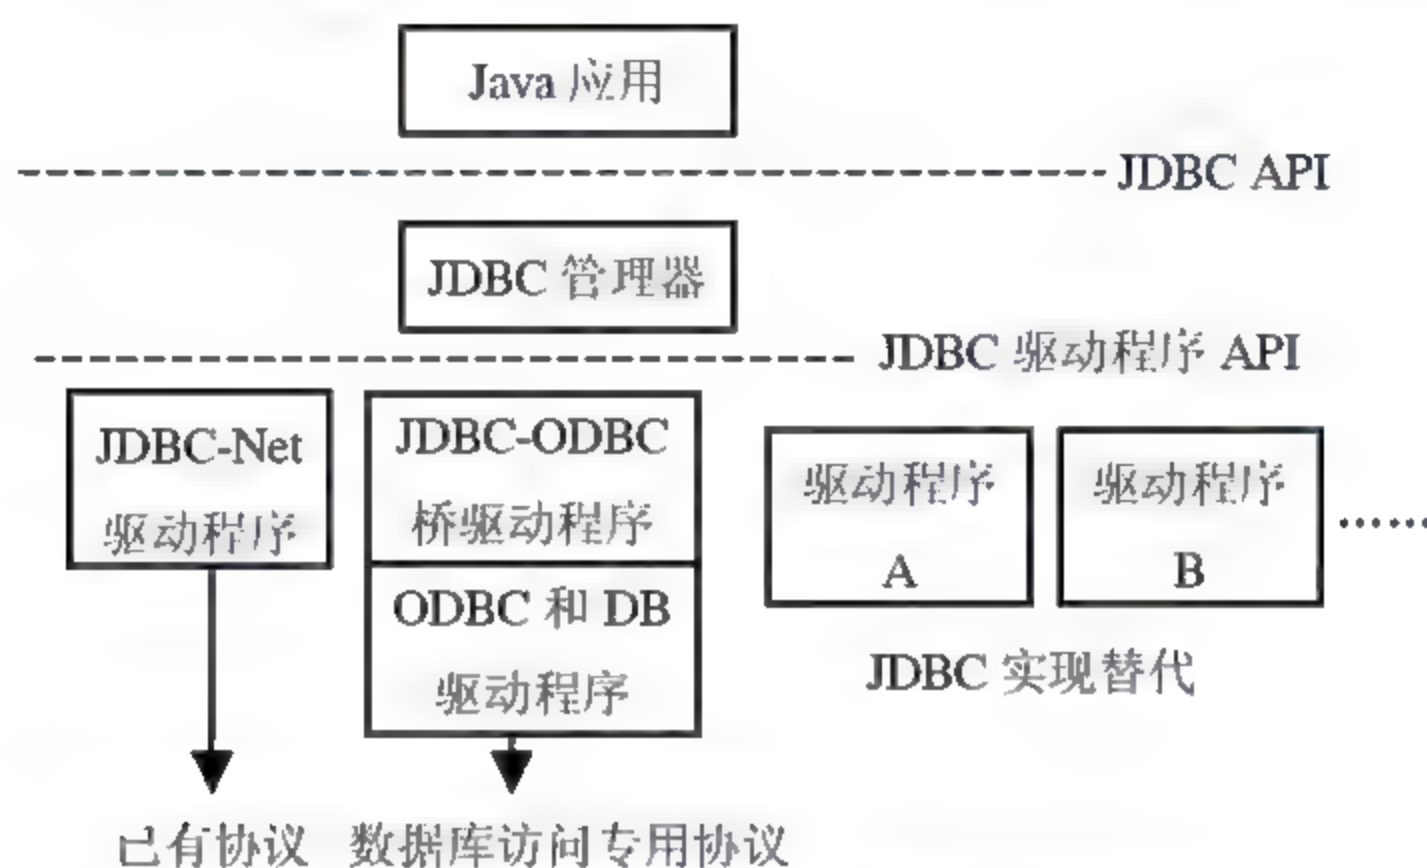 Java 应用
JDBC API
JDBC 管理器
JDBC 驱动程序 API
JDBC-Net
驱动程序
JDBC-ODBC
桥驱动程序
ODBC 和 DB
驱动程序
驱动程序
A
驱动程序
B
JDBC 实现替代
已有协议
数据库访问专用协议